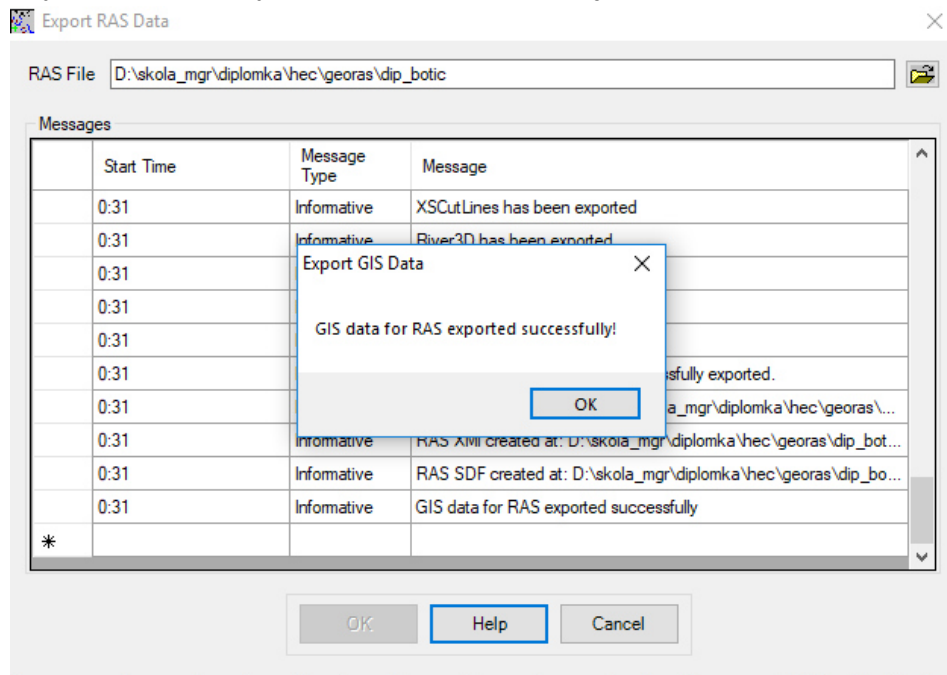 Export RAS Data
RAS File D:\skola_mgr\diplomka\hec\georas\dip_botic
Messages
Start Time Message Type Message
0:31 Informative XSCutLines has been exported
0:31 Informative River3D has been exported
0:31
0:31
0:31
0:31 ssfully exported.
0:31 a_mgr\diplomka\hec\georas\...
0:31 Informative RAS XMl created at: D:\skola_mgr\diplomka\hec\georas\dip_bot...
0:31 Informative RAS SDF created at: D:\skola_mgr\diplomka\hec\georas\dip_bo...
0:31 Informative GIS data for RAS exported successfully
*
Export GIS Data
GIS data for RAS exported successfully!
OK
OK Help Cancel